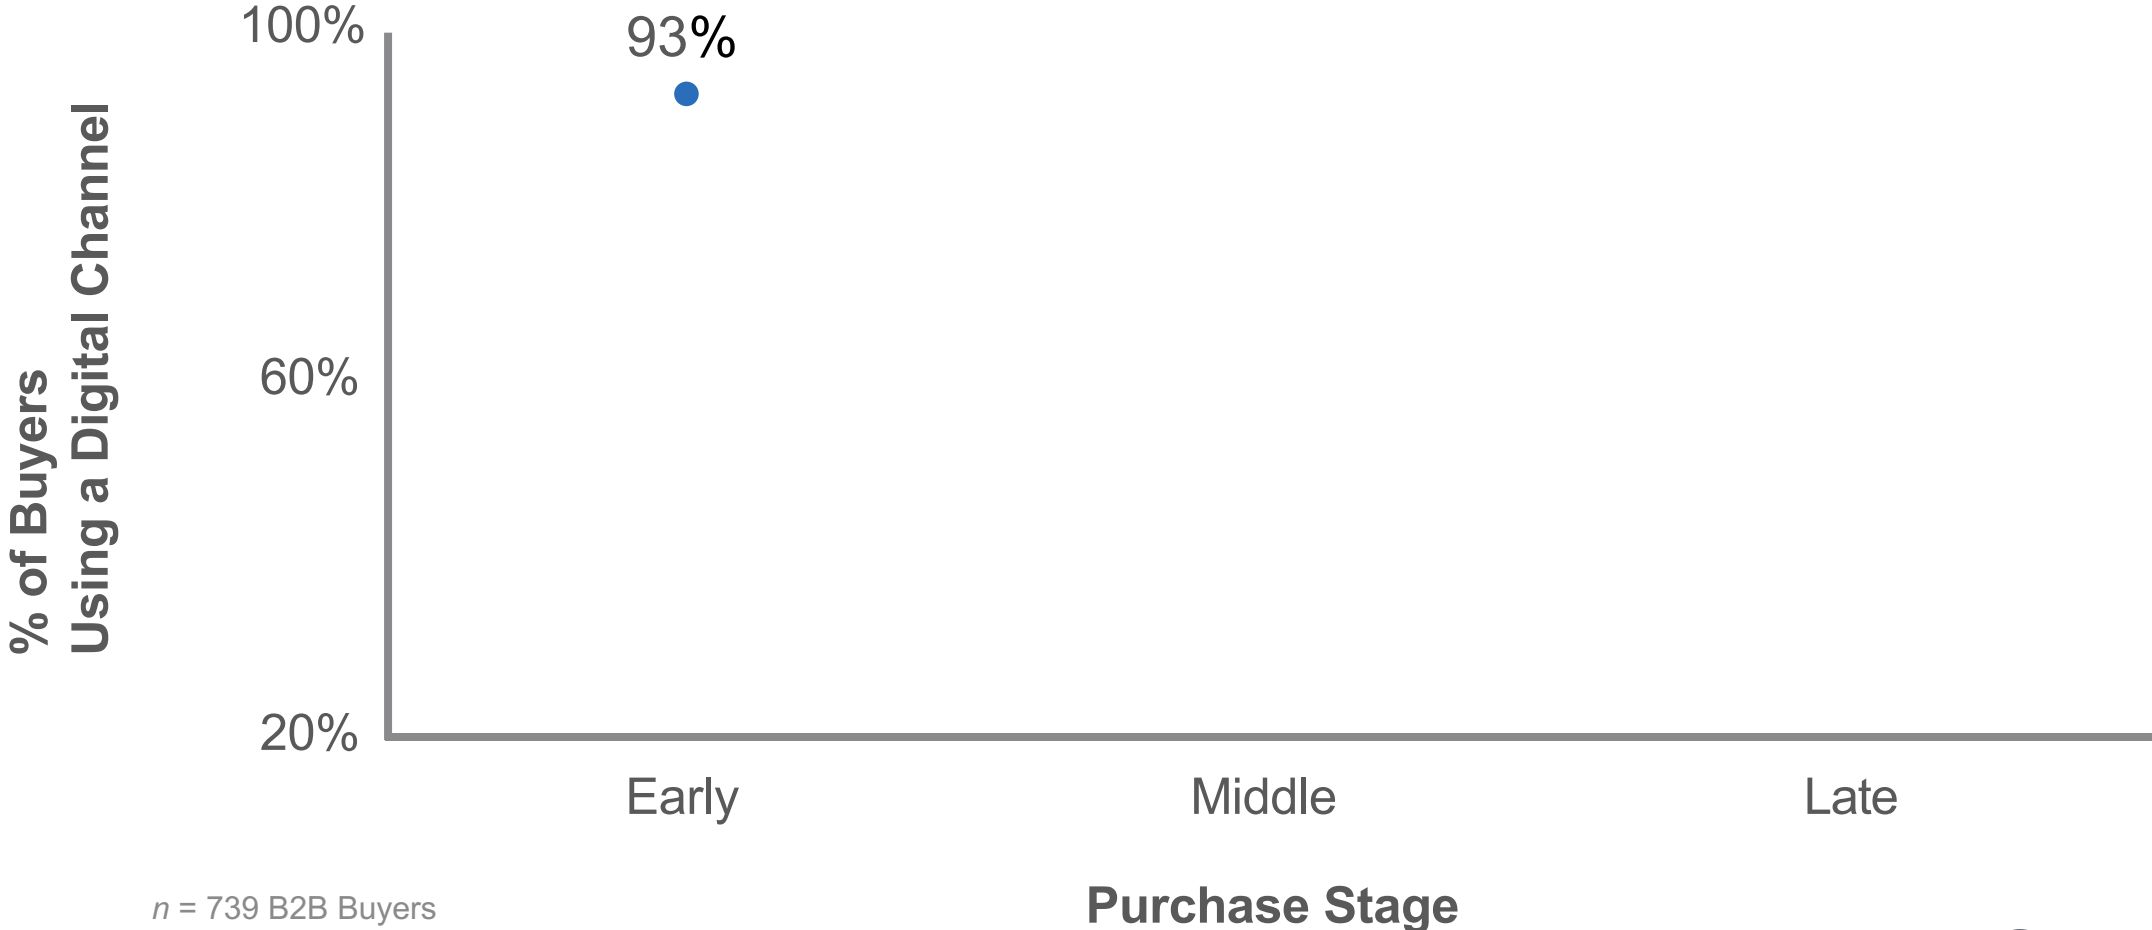 100%
93%
% of Buyers
Using a Digital Channel
60%
20%
Early
Middle
Late
Purchase Stage
n = 739 B2B Buyers